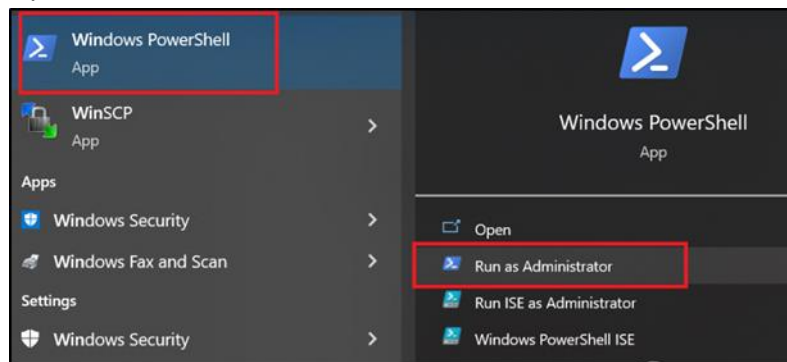 Windows PowerShell
App
WinSCP
App
Apps
Windows Security
Windows Fax and Scan
Settings
Windows Security
Windows PowerShell
App
Open
Run as Administrator
Run ISE as Administrator
Windows PowerShell ISE